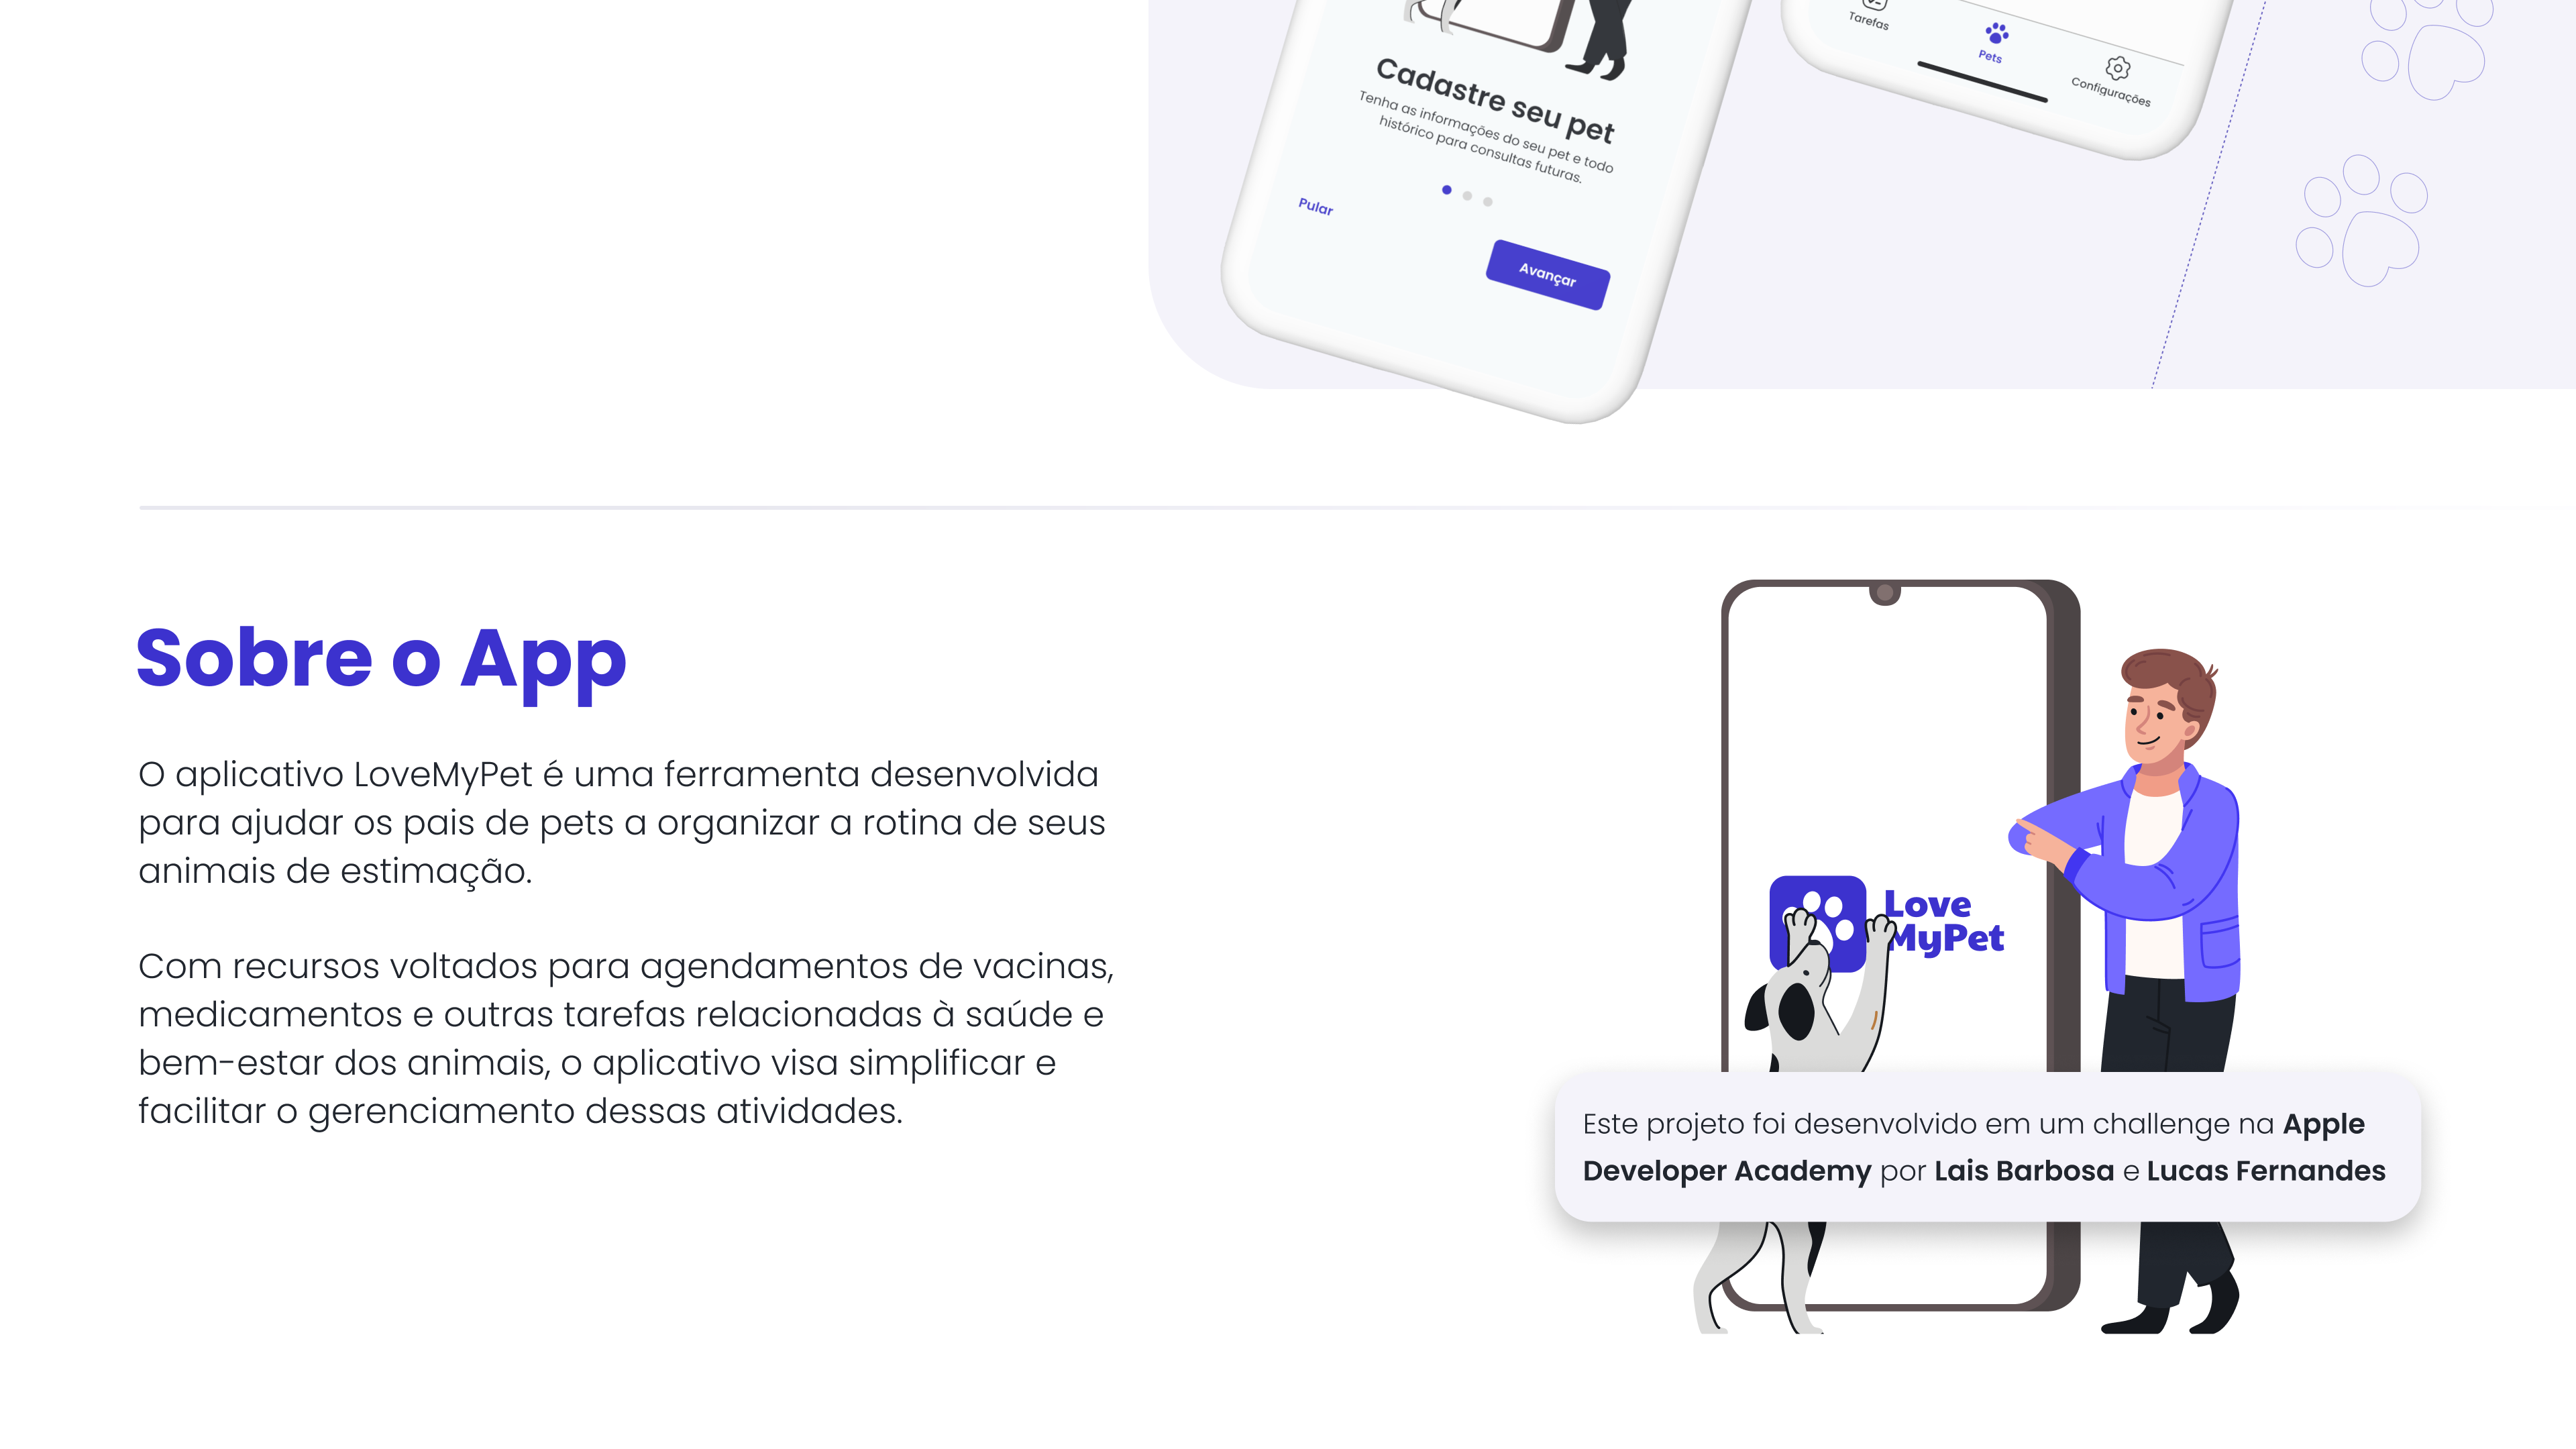 Tarefas
Pets
Configurações
Cadastre seu pet
Tenha as informações do seu pet e todo
histórico para consultas futuras.
Pular
Avançar
Sobre o App
O aplicativo LoveMyPet é uma ferramenta desenvolvida
para ajudar os pais de pets a organizar a rotina de seus
animais de estimação.
Com recursos voltados para agendamentos de vacinas,
medicamentos e outras tarefas relacionadas à saúde e
bem-estar dos animais, o aplicativo visa simplificar e
facilitar o gerenciamento dessas atividades.
Love
MyPet
Este projeto foi desenvolvido em um challenge na Apple
Developer Academy por Lais Barbosa e Lucas Fernandes